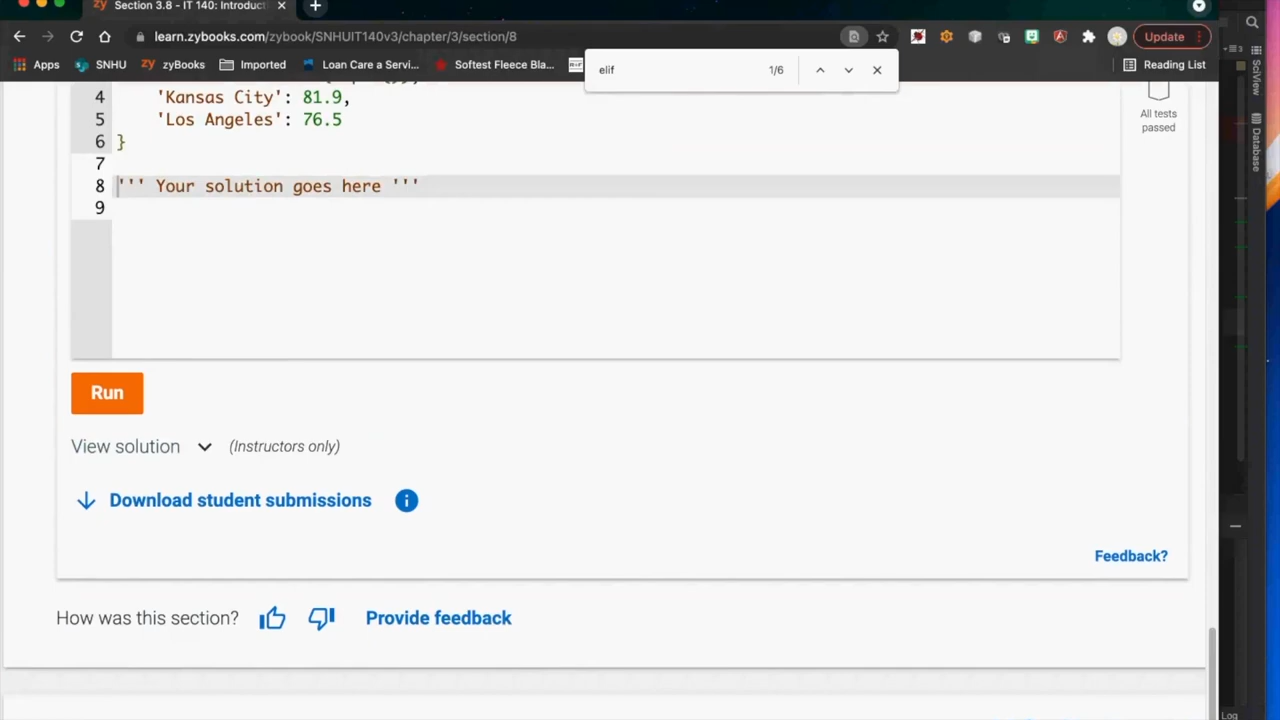 Section 3.8 - IT 140: Introducti
learn.zybooks.com/zybook/SNHUIT140v3/chapter/3/section/8
Update
Apps
SNHU
zyBooks
Imported
Loan Care a Servi...
Softest Fleece Bla...
elif
1/6
Reading List
4 'Kansas City': 81.9,
5 'Los Angeles': 76.5
6 }
7
8 ''' Your solution goes here '''
9
All tests
passed
Run
View solution (Instructors only)
Download student submissions
Feedback?
How was this section? Provide feedback
SciView
Database
Log